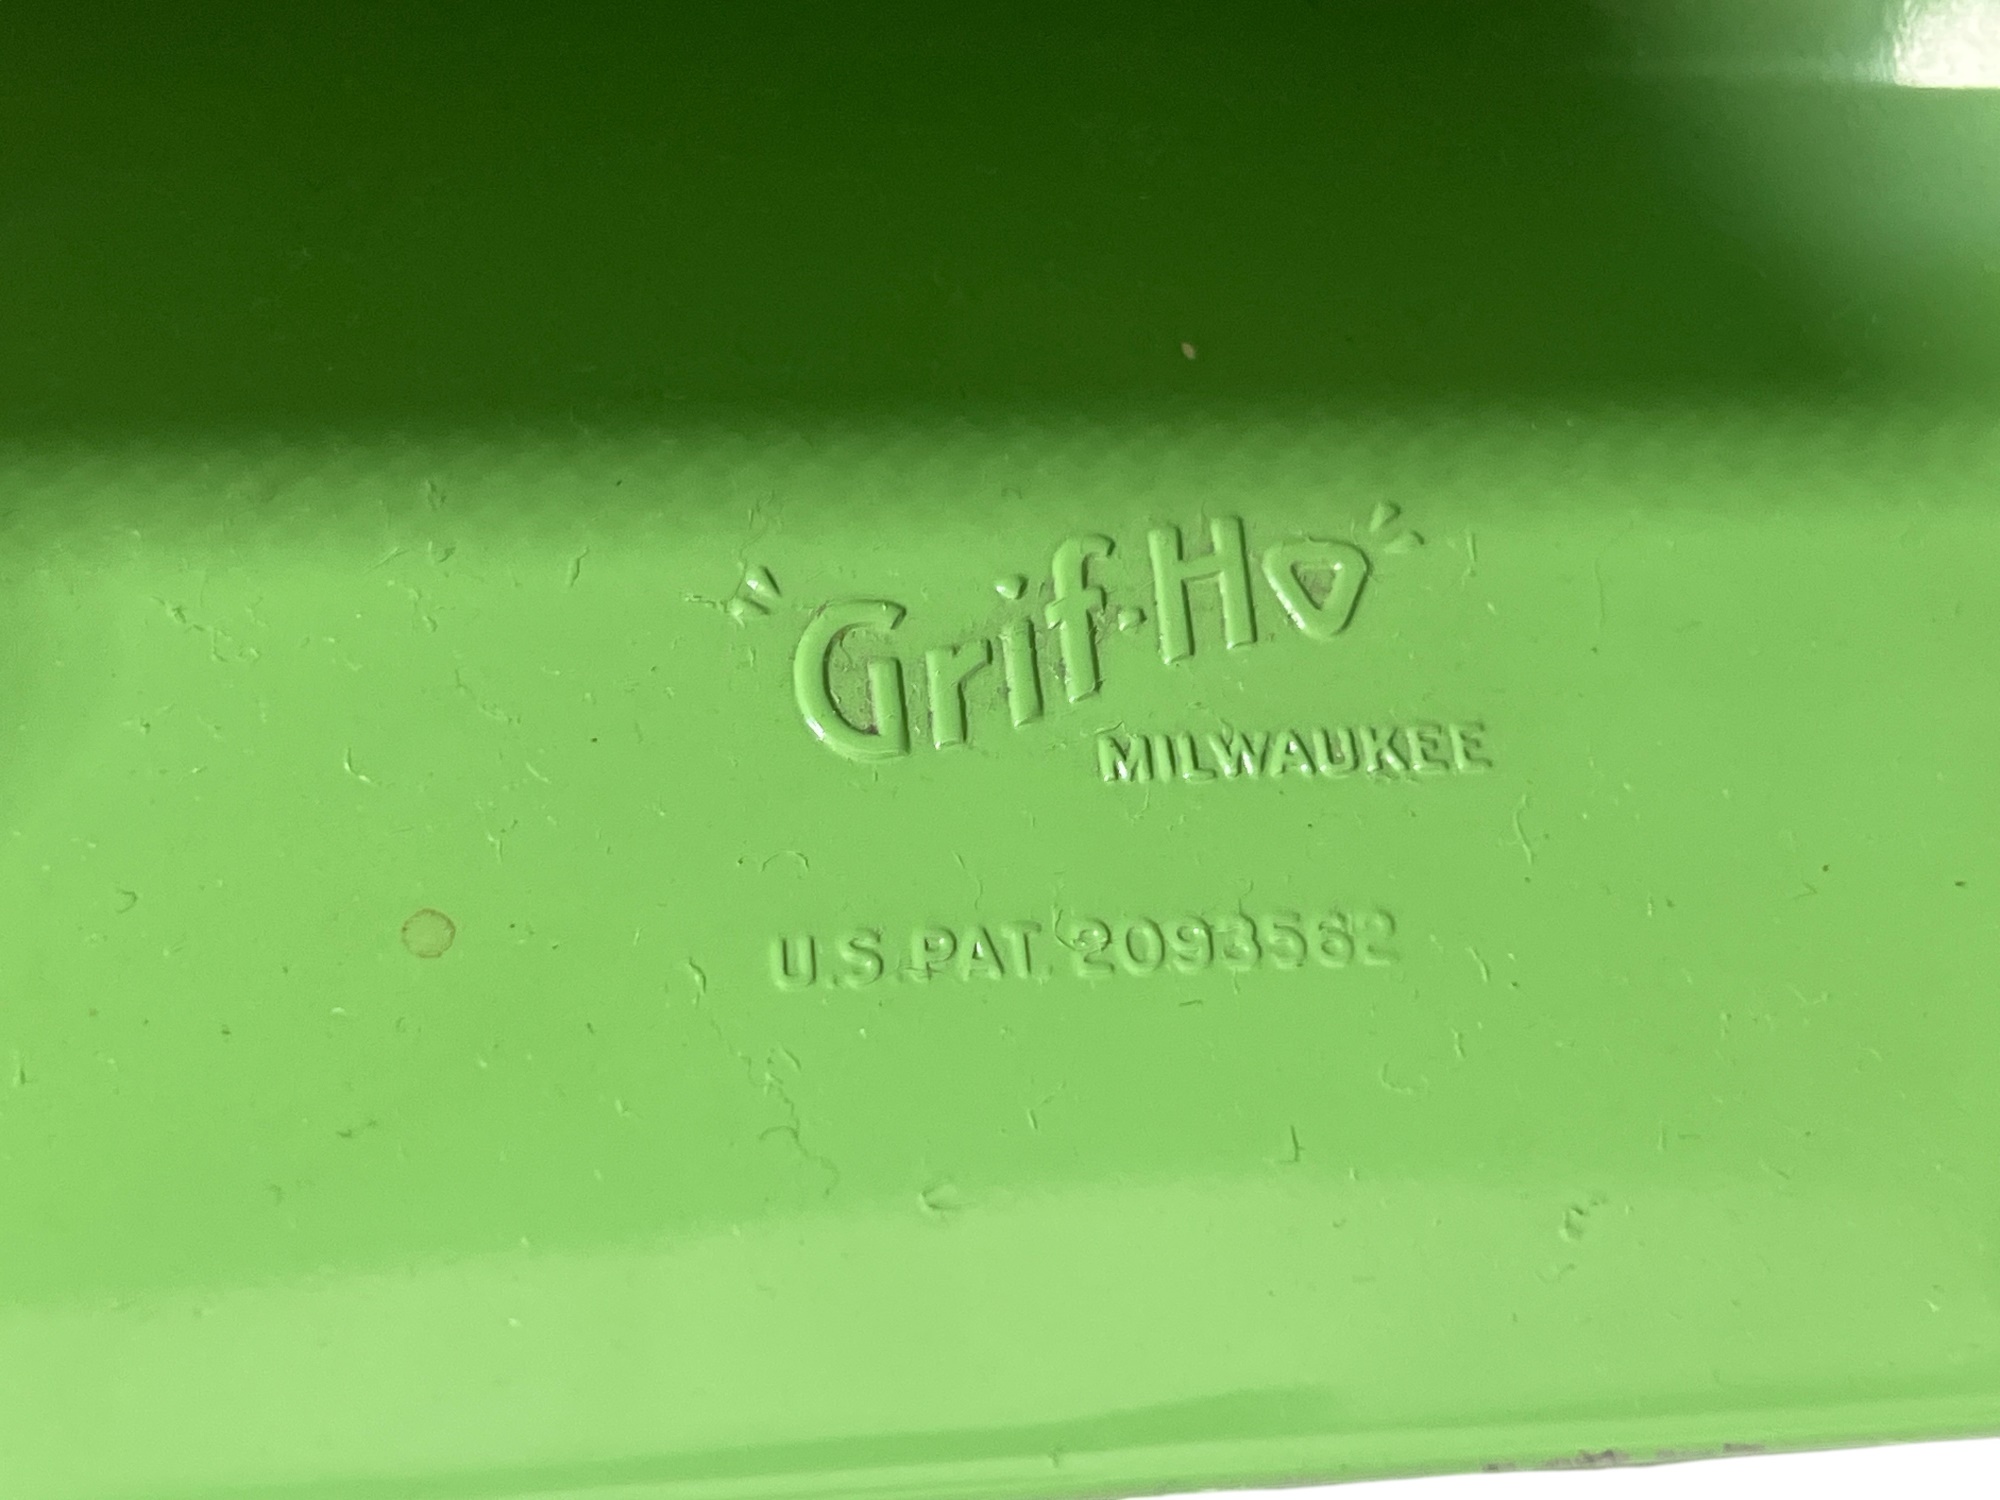 "Grif-Ho"
MILWAUKEE
U.S. PAT. 2093562